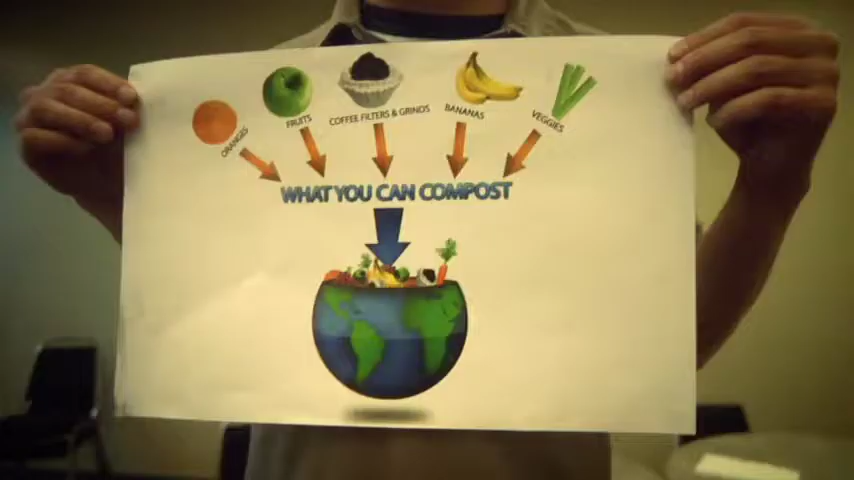 ORANGES
FRUITS
COFFEE FILTERS & GRINDS
BANANAS
VEGGIES
WHAT YOU CAN COMPOST